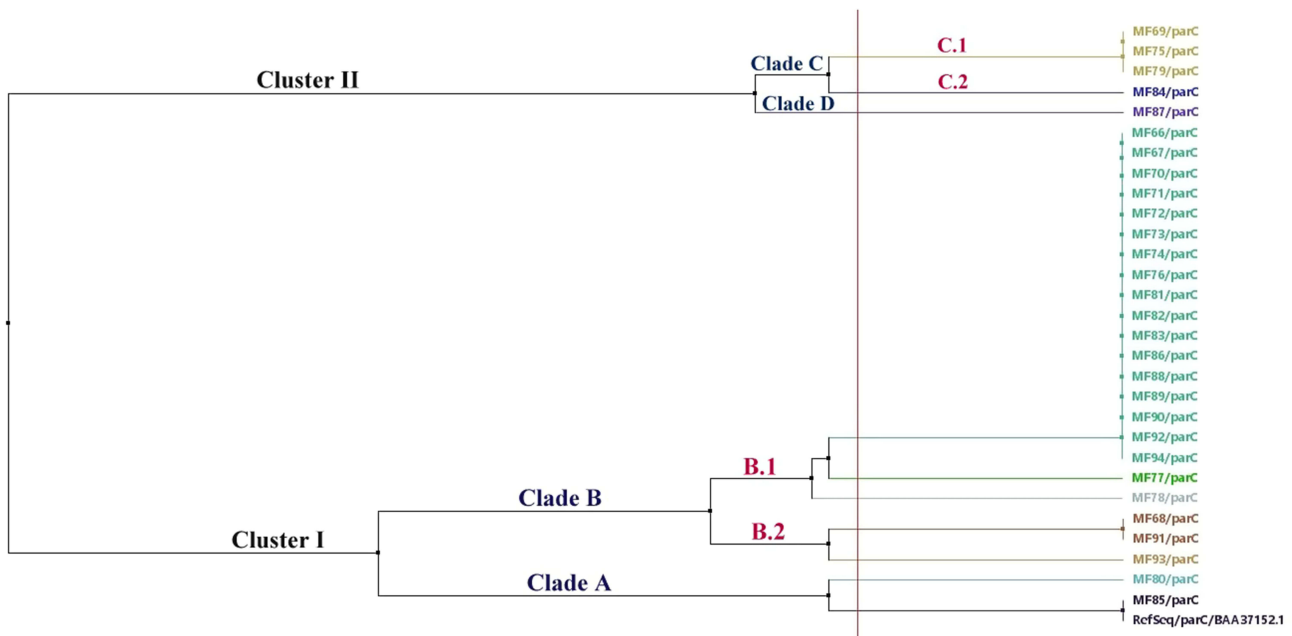 MF69/parC
C.1
MF75/parC
Clade C
MF79/parC
Cluster II
C.2
MF84/parC
Clade D
MF87/parC
MF66/parC
MF67/parC
MF70/parC
MF71/parC
MF72/parC
MF73/parC
MF74/parC
MF76/parC
MF81/parC
MF82/parC
MF83/parC
MF86/parC
MF88/parC
MF89/parC
MF90/parC
MF92/parC
MF94/parC
B.1
MF77/parC
Clade B
MF78/parC
MF68/parC
B.2
Cluster I
MF91/parC
MF93/parC
Clade A
MF80/parC
MF85/parC
RefSeq/parC/BAA37152.1